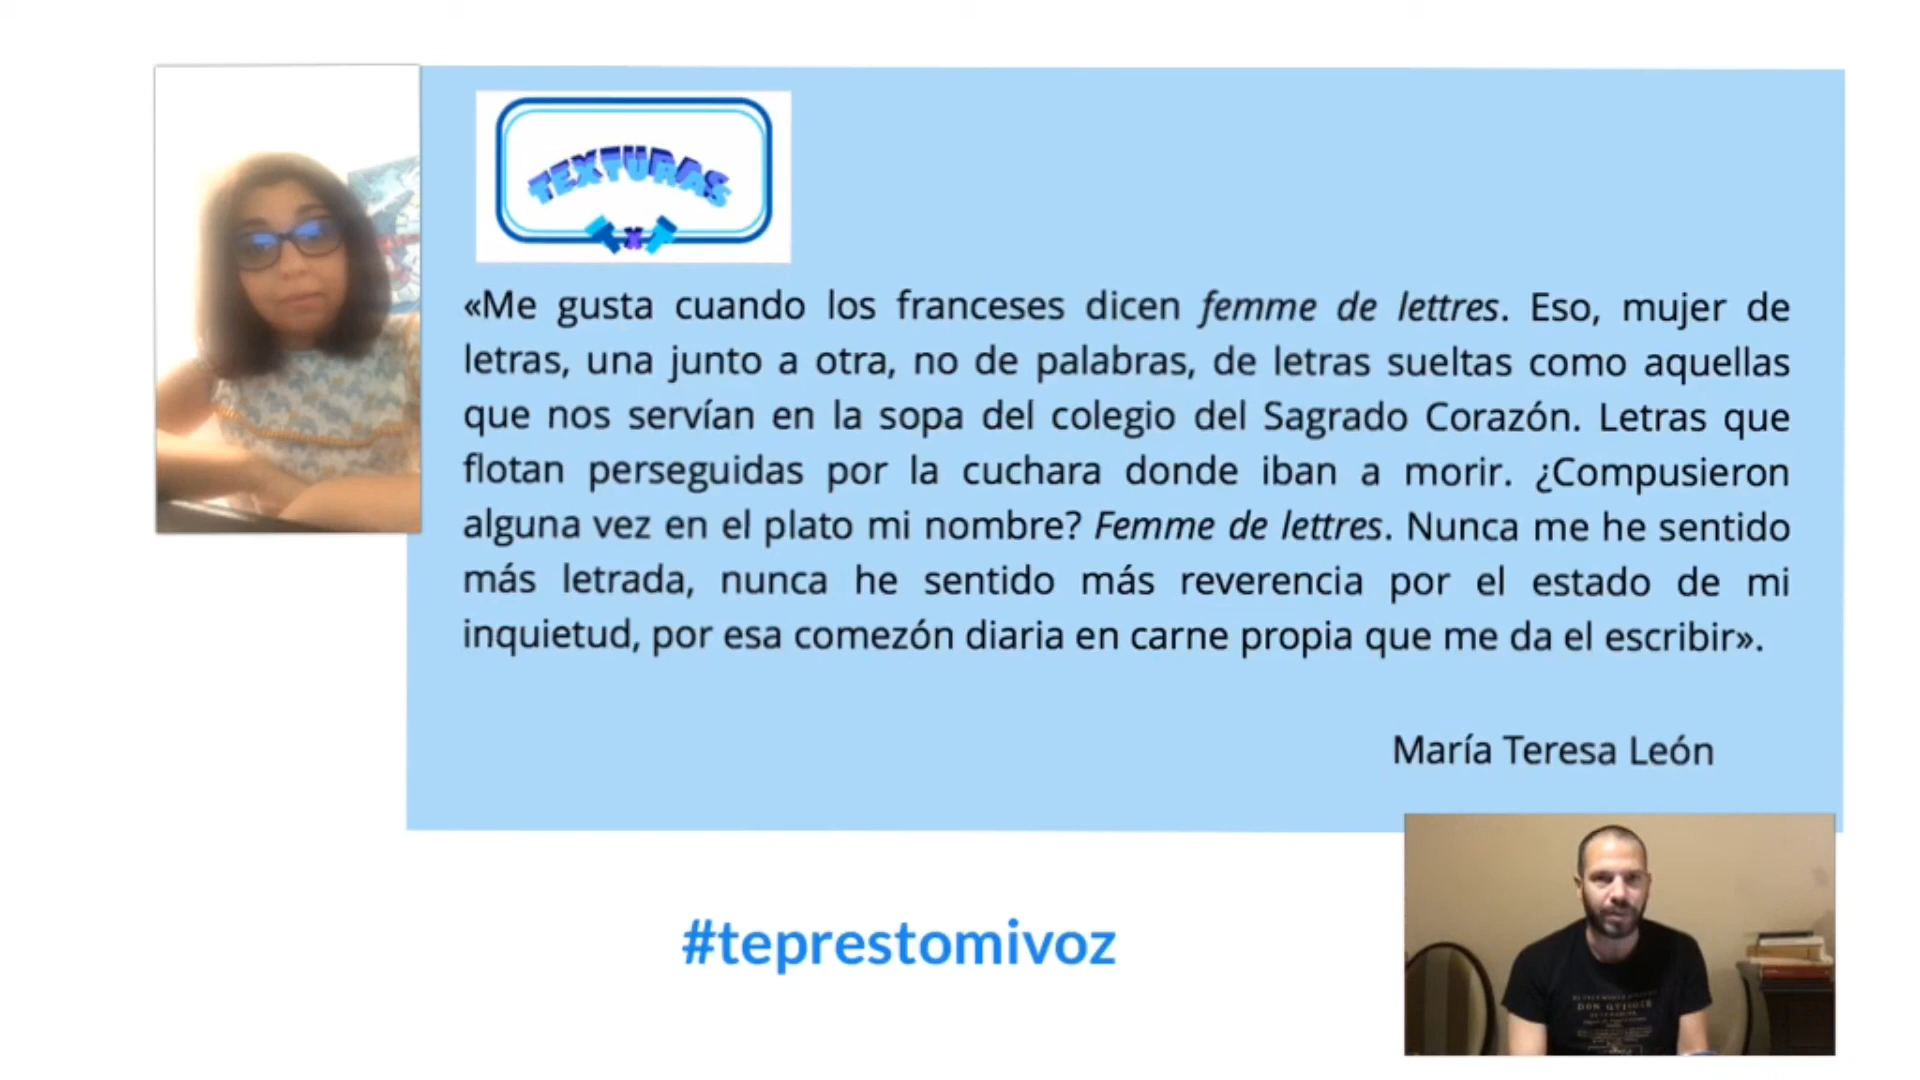 TEXTURAS
«Me gusta cuando los franceses dicen femme de lettres. Eso, mujer de
letras, una junto a otra, no de palabras, de letras sueltas como aquellas
que nos servían en la sopa del colegio del Sagrado Corazón. Letras que
flotan perseguidas por la cuchara donde iban a morir. ¿Compusieron
alguna vez en el plato mi nombre? Femme de lettres. Nunca me he sentido
más letrada, nunca he sentido más reverencia por el estado de mi
inquietud, por esa comezón diaria en carne propia que me da el escribir».
María Teresa León
#teprestomivoz
DON QVIXOTE